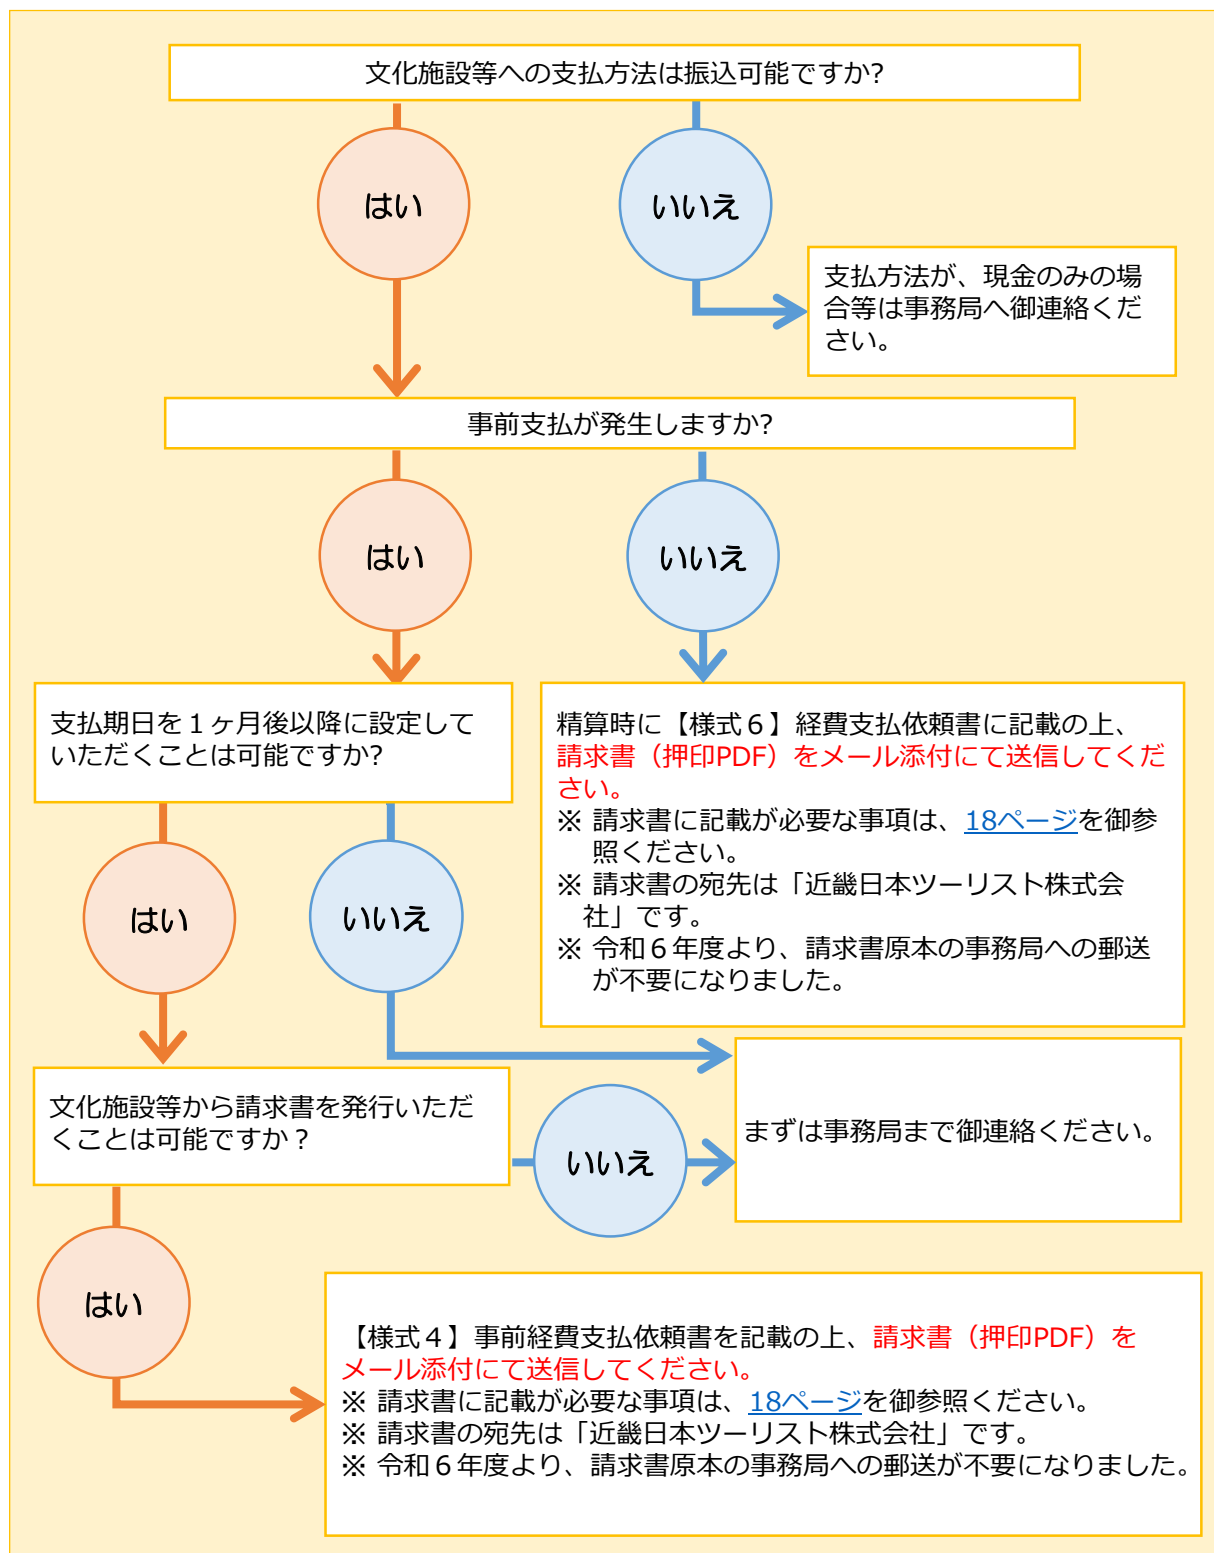 文化施設等への支払方法は振込可能ですか?
はい
いいえ
支払方法が、現金のみの場
合等は事務局へ御連絡くだ
さい。
事前支払が発生しますか?
はい
いいえ
支払期日を１ヶ月後以降に設定して
いただくことは可能ですか?
精算時に【様式６】経費支払依頼書に記載の上、
請求書（押印PDF）をメール添付にて送信してくだ
さい。
※ 請求書に記載が必要な事項は、18ページを御参
照ください。
※ 請求書の宛先は「近畿日本ツーリスト株式会
社」です。
※ 令和６年度より、請求書原本の事務局への郵送
が不要になりました。
はい
いいえ
文化施設等から請求書を発行いただ
くことは可能ですか？
いいえ
まずは事務局まで御連絡ください。
はい
【様式４】事前経費支払依頼書を記載の上、請求書（押印PDF）を
メール添付にて送信してください。
※ 請求書に記載が必要な事項は、18ページを御参照ください。
※ 請求書の宛先は「近畿日本ツーリスト株式会社」です。
※ 令和６年度より、請求書原本の事務局への郵送が不要になりました。